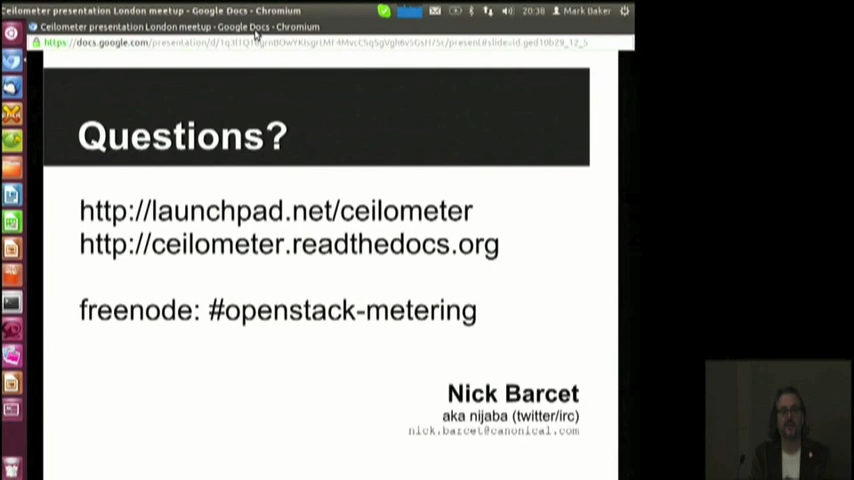 Ceilometer presentation London meetup - Google Docs - Chromium
20:38 Mark Baker
Ceilometer presentation London meetup - Google Docs - Chromium
Questions?
http://launchpad.net/ceilometer
http://ceilometer.readthedocs.org
freenode: #openstack-metering
Nick Barcet
aka nijaba (twitter/irc)
nick.barcet@canonical.com